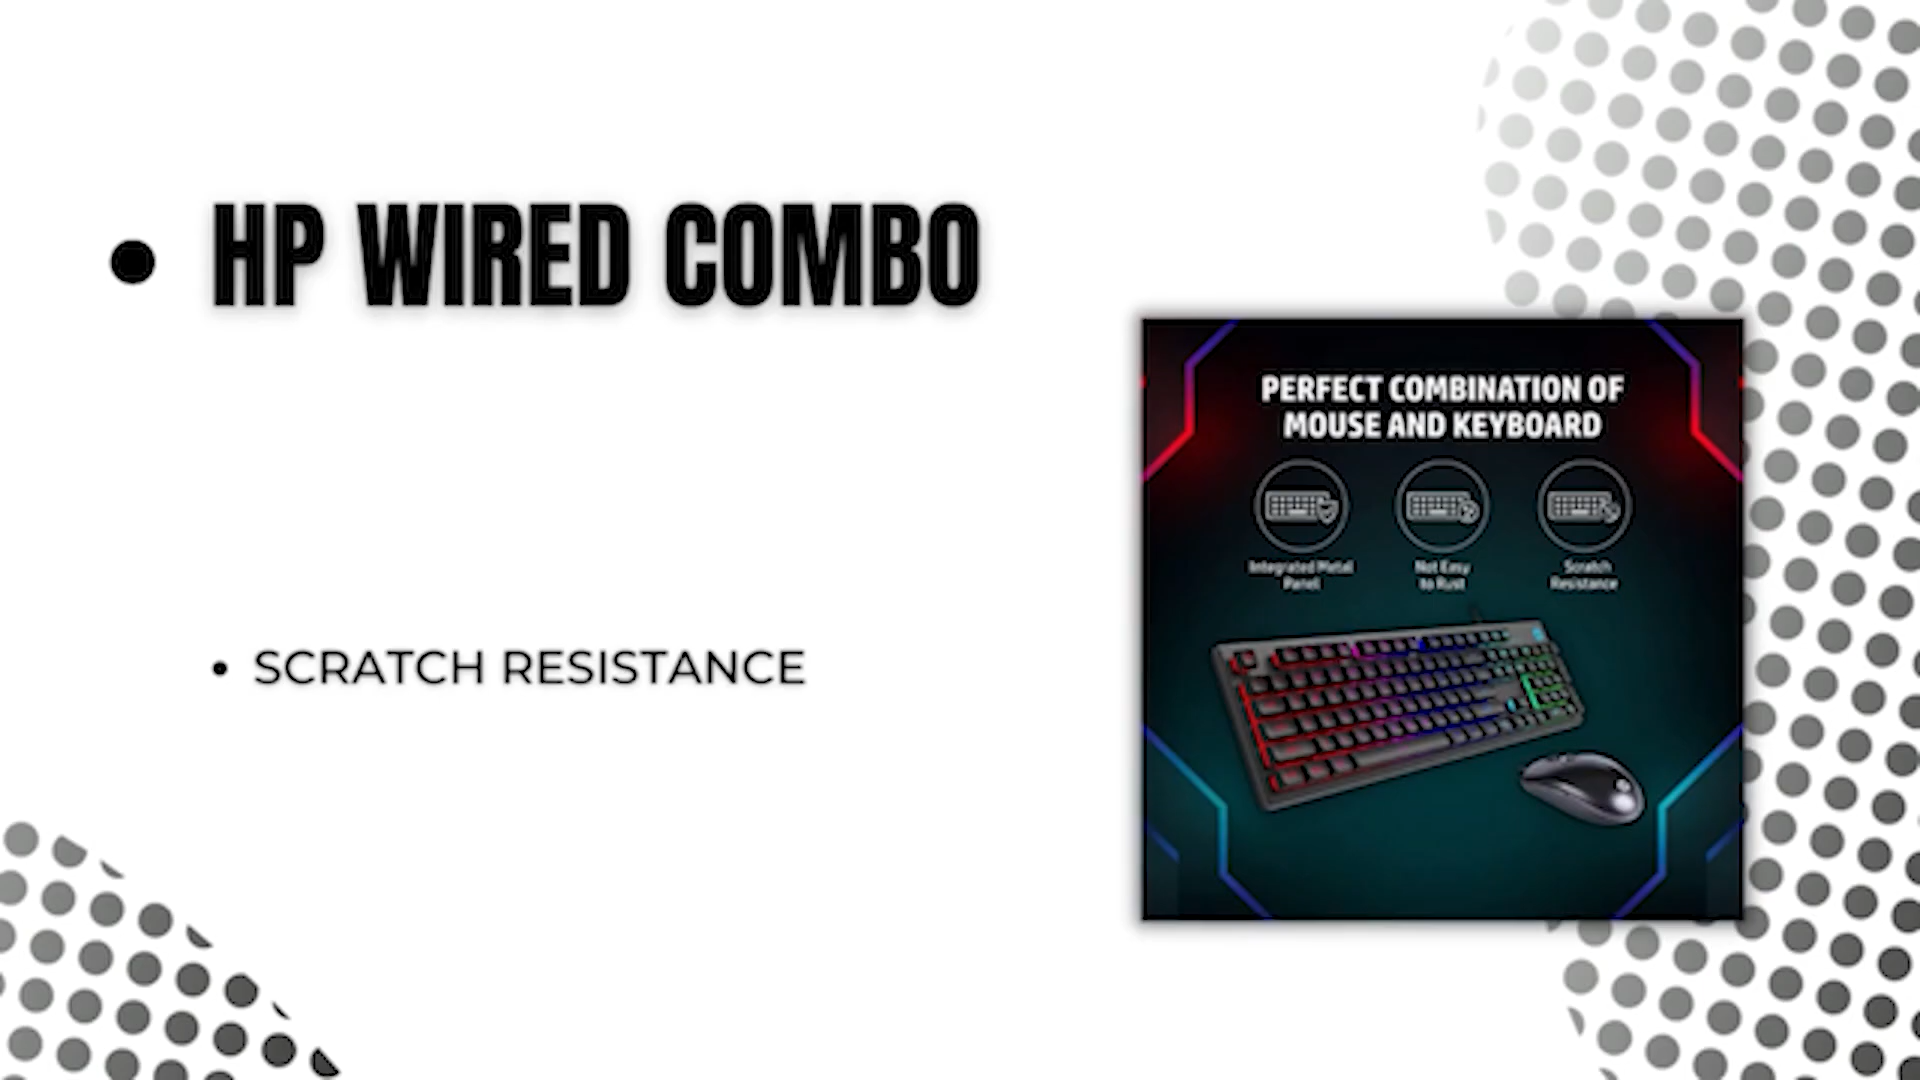 • HP WIRED COMBO
• SCRATCH RESISTANCE
PERFECT COMBINATION OF
MOUSE AND KEYBOARD
Integrated Metal
Panel
Not Easy
to Rust
Scratch
Resistance